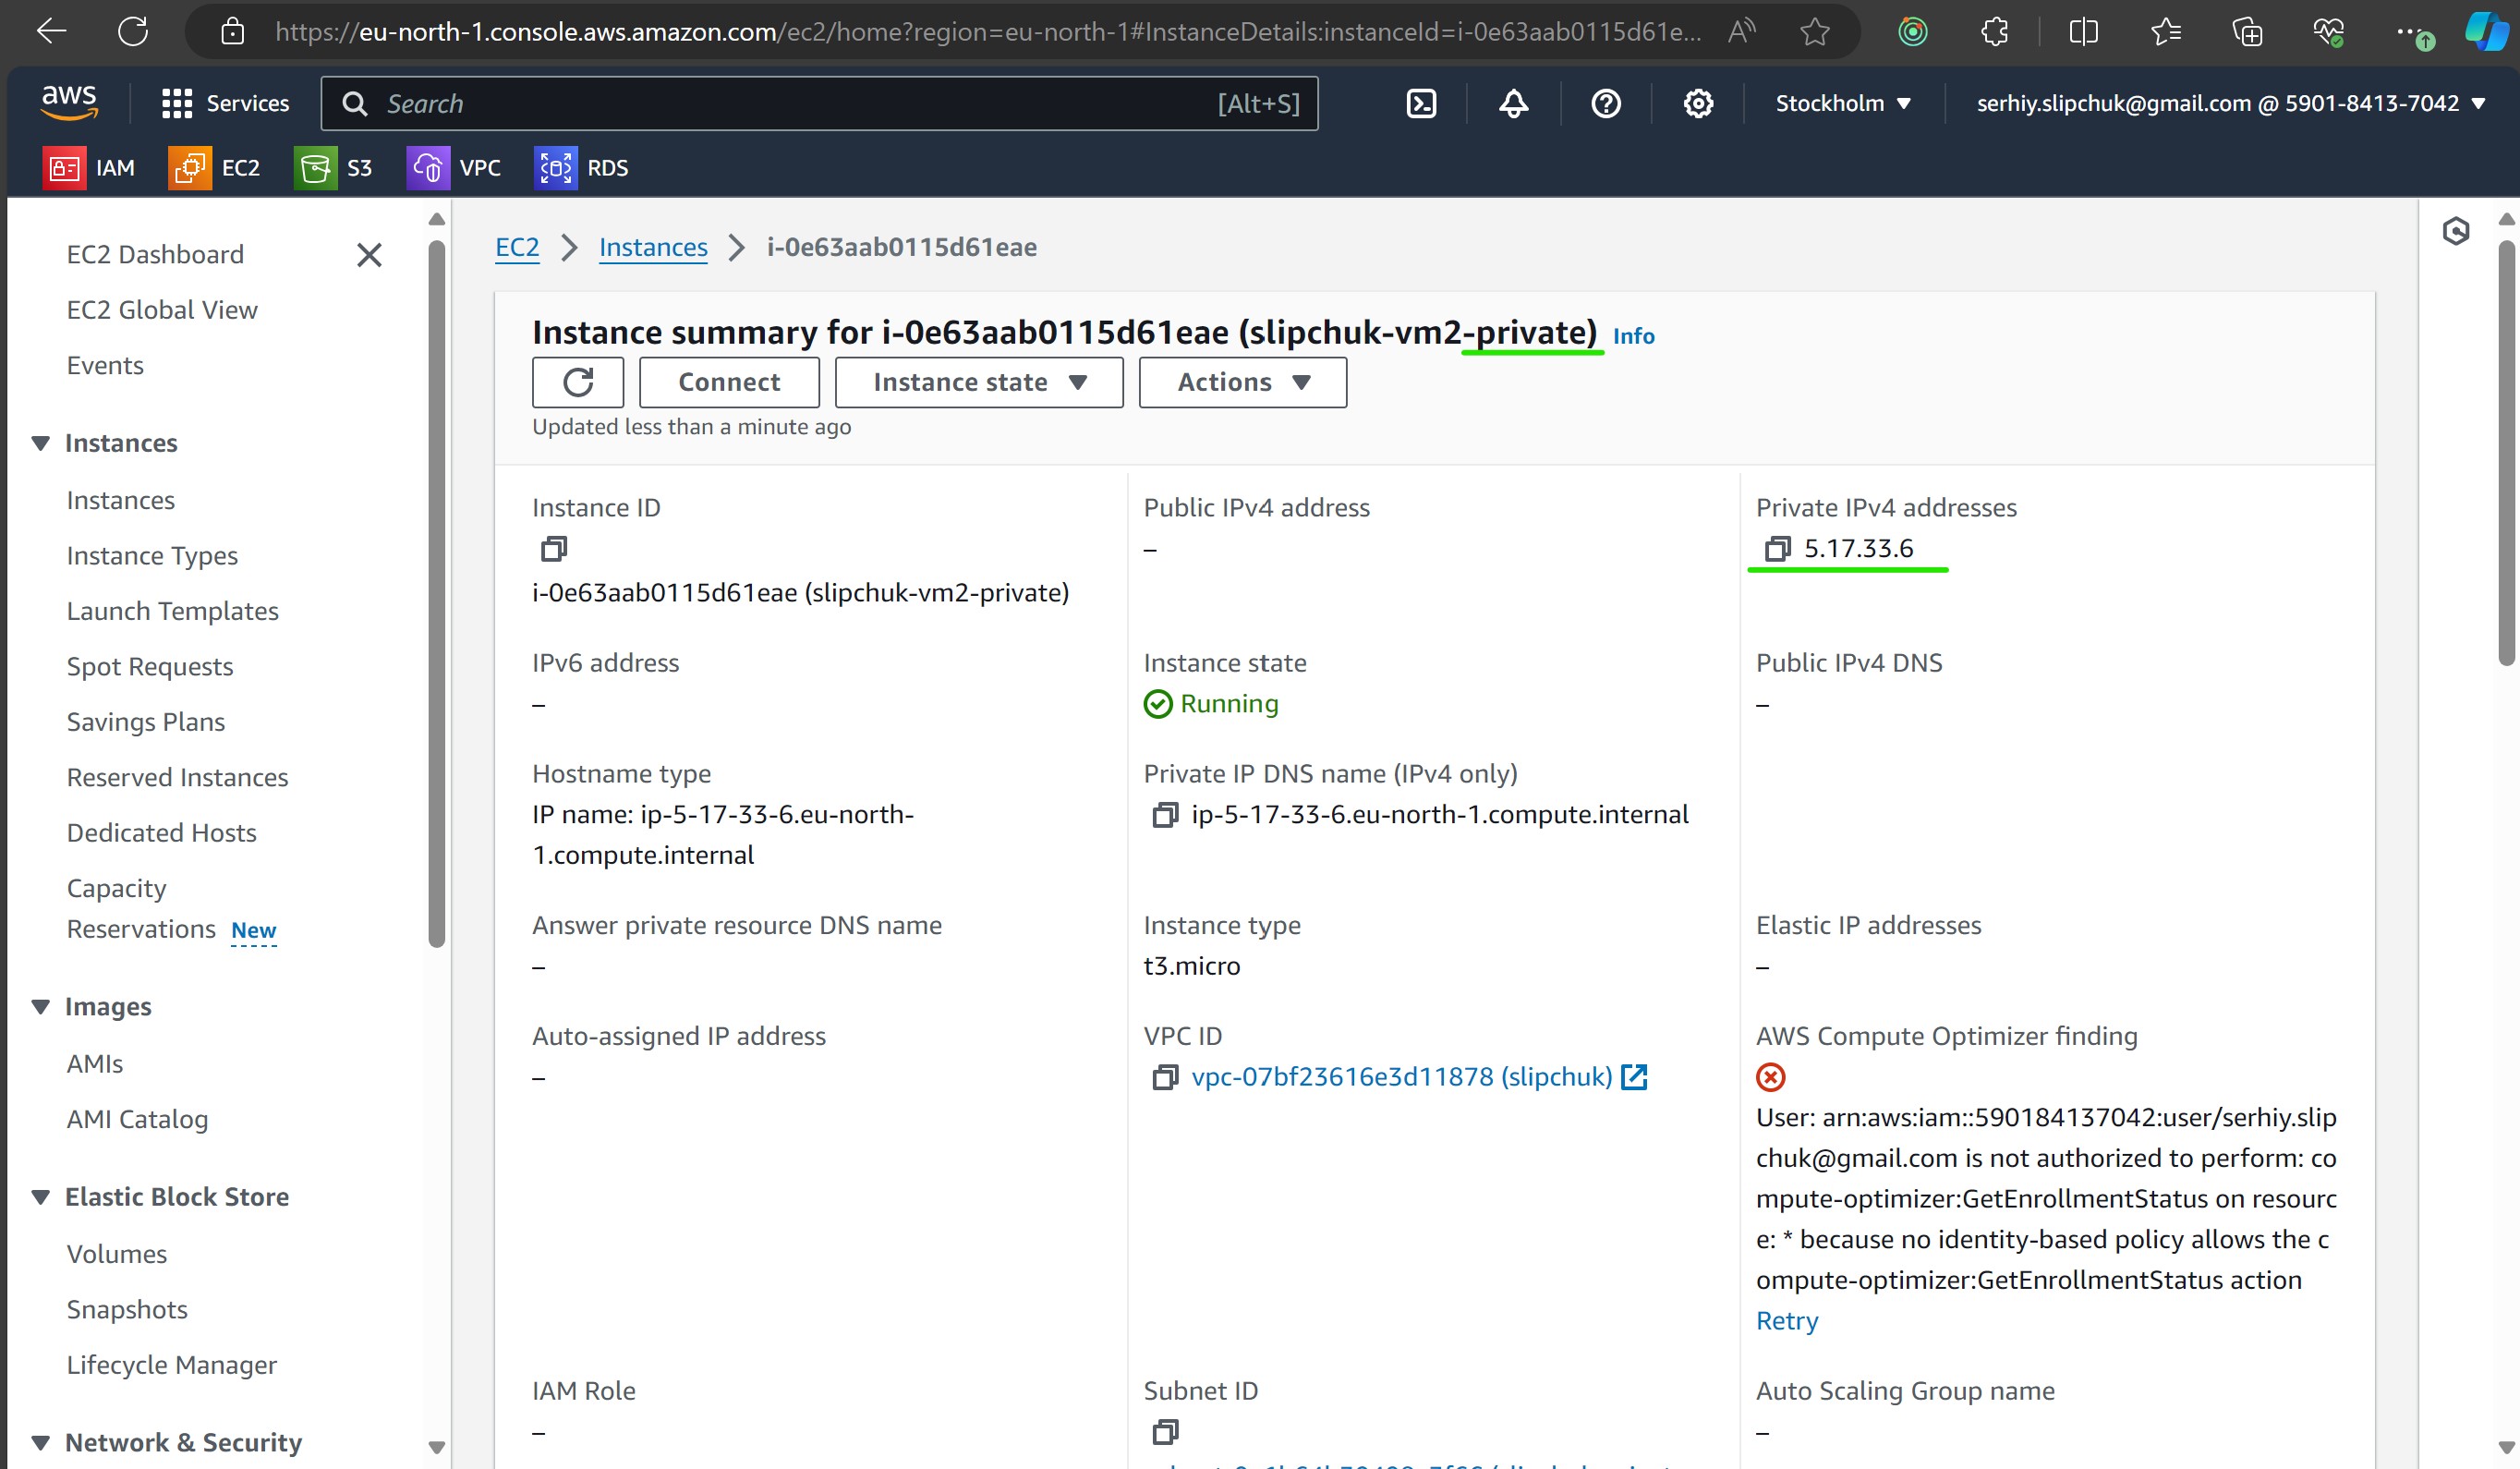 https://eu-north-1.console.aws.amazon.com/ec2/home?region=eu-north-1#InstanceDetails:instanceId=i-0e63aab0115d61e...
aws
Services
Search
[Alt+S]
Stockholm
serhiy.slipchuk@gmail.com @ 5901-8413-7042
IAM
EC2
S3
VPC
RDS
EC2 Dashboard
EC2 Global View
Events
Instances
Instances
Instance Types
Launch Templates
Spot Requests
Savings Plans
Reserved Instances
Dedicated Hosts
Capacity
Reservations New
Images
AMIs
AMI Catalog
Elastic Block Store
Volumes
Snapshots
Lifecycle Manager
Network & Security
EC2 > Instances > i-0e63aab0115d61eae
Instance summary for i-0e63aab0115d61eae (slipchuk-vm2-private) Info
Connect
Instance state
Actions
Updated less than a minute ago
Instance ID
i-0e63aab0115d61eae (slipchuk-vm2-private)
Public IPv4 address
–
Private IPv4 addresses
5.17.33.6
IPv6 address
–
Instance state
Running
Public IPv4 DNS
–
Hostname type
IP name: ip-5-17-33-6.eu-north-
1.compute.internal
Private IP DNS name (IPv4 only)
ip-5-17-33-6.eu-north-1.compute.internal
Answer private resource DNS name
–
Instance type
t3.micro
Elastic IP addresses
–
Auto-assigned IP address
–
VPC ID
vpc-07bf23616e3d11878 (slipchuk)
AWS Compute Optimizer finding
User: arn:aws:iam::590184137042:user/serhiy.slip
chuk@gmail.com is not authorized to perform: co
mpute-optimizer:GetEnrollmentStatus on resourc
e: * because no identity-based policy allows the c
ompute-optimizer:GetEnrollmentStatus action
Retry
IAM Role
–
Subnet ID
Auto Scaling Group name
–